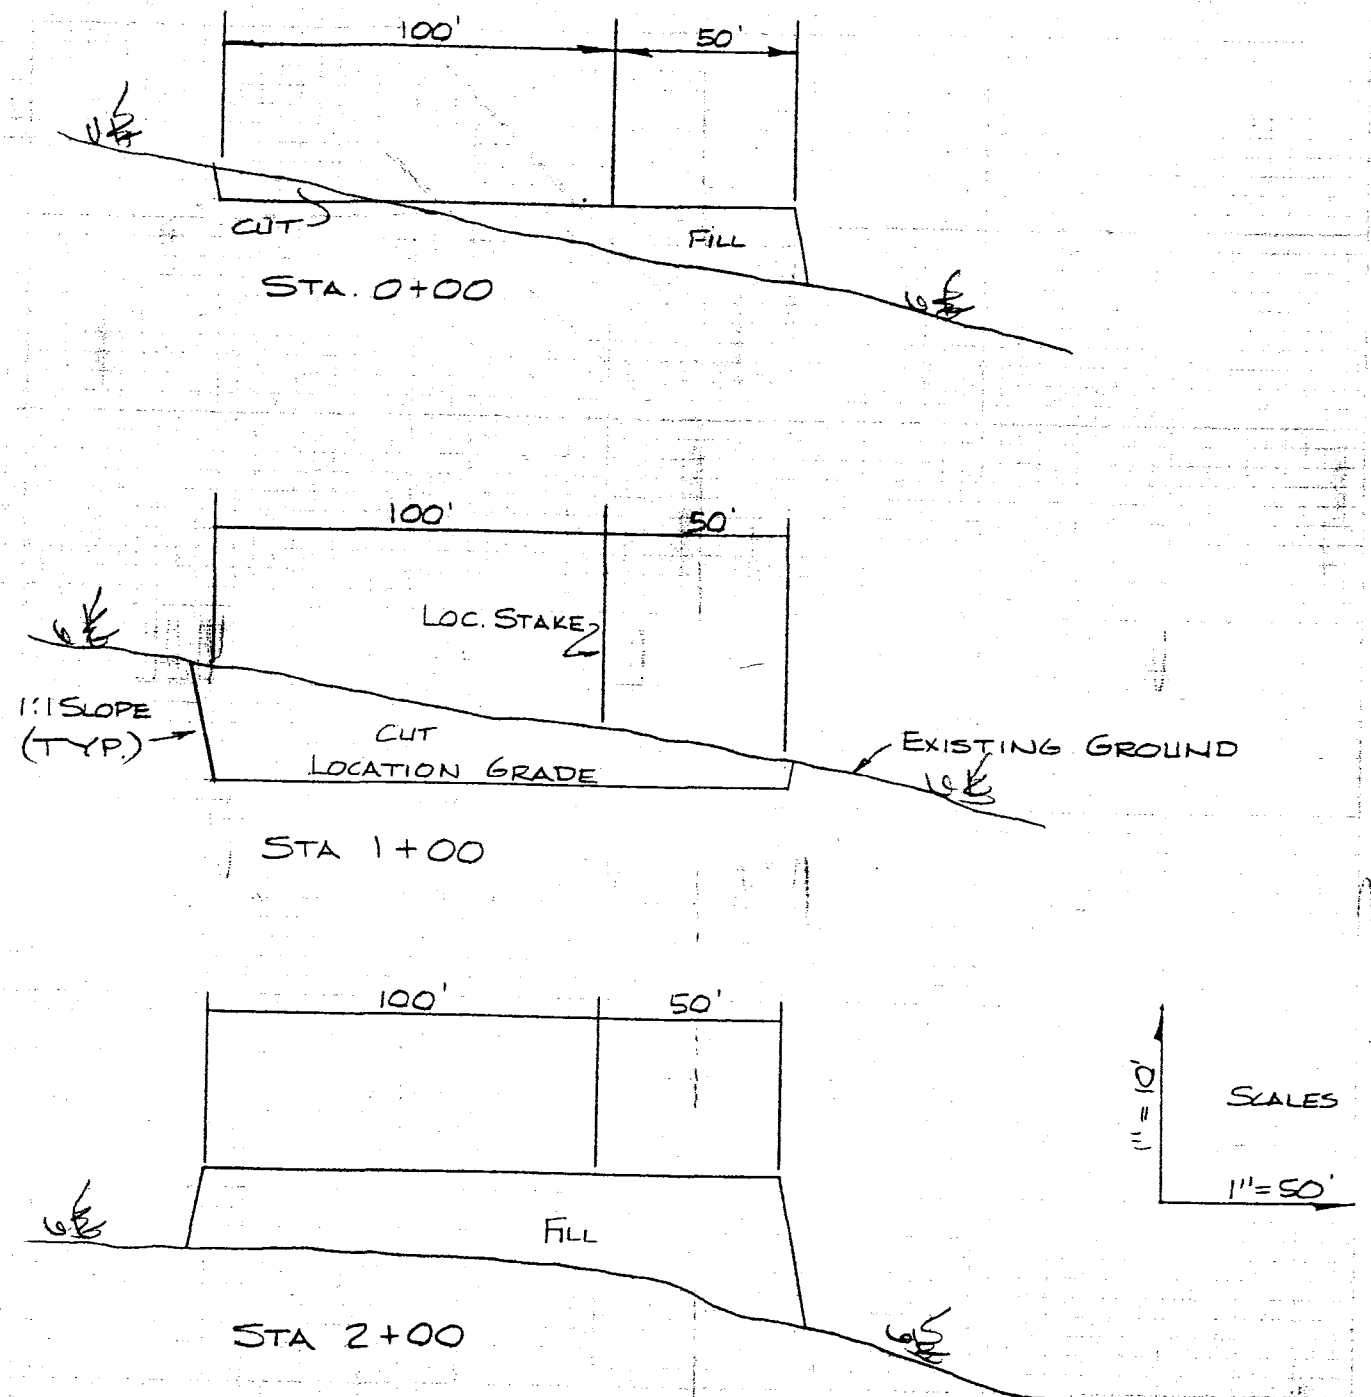 100' 50'
CUT
FILL
STA. 0+00
100' 50'
LOC. STAKE
1:1 SLOPE
(TYP.)
CUT
EXISTING GROUND
LOCATION GRADE
STA 1+00
100' 50'
1" = 10'
SCALES
1" = 50'
FILL
STA 2+00